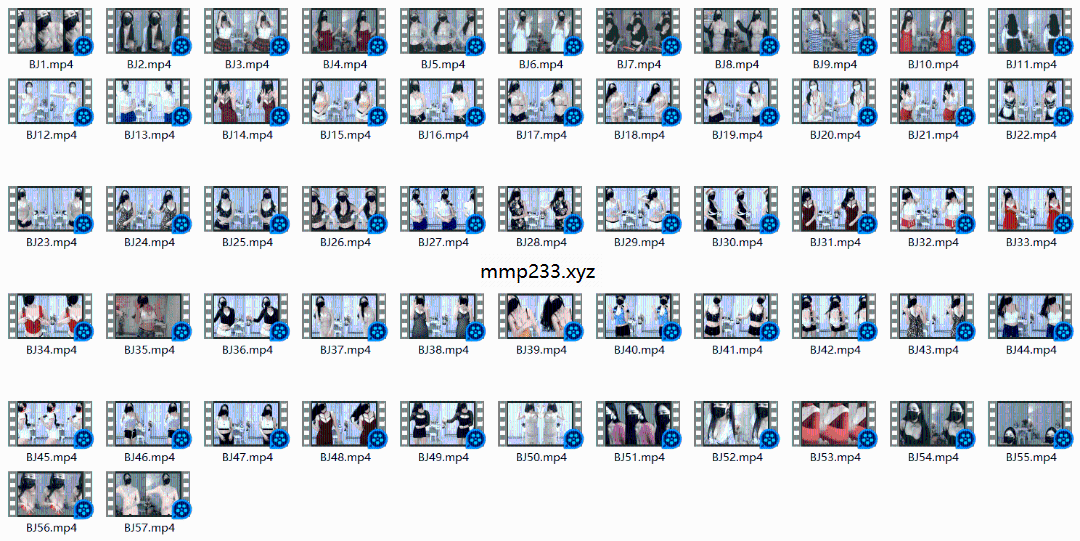 BJ1.mp4 BJ2.mp4 BJ3.mp4 BJ4.mp4 BJ5.mp4 BJ6.mp4 BJ7.mp4 BJ8.mp4 BJ9.mp4 BJ10.mp4 BJ11.mp4
BJ12.mp4 BJ13.mp4 BJ14.mp4 BJ15.mp4 BJ16.mp4 BJ17.mp4 BJ18.mp4 BJ19.mp4 BJ20.mp4 BJ21.mp4 BJ22.mp4
BJ23.mp4 BJ24.mp4 BJ25.mp4 BJ26.mp4 BJ27.mp4 BJ28.mp4 BJ29.mp4 BJ30.mp4 BJ31.mp4 BJ32.mp4 BJ33.mp4
mmp233.xyz
BJ34.mp4 BJ35.mp4 BJ36.mp4 BJ37.mp4 BJ38.mp4 BJ39.mp4 BJ40.mp4 BJ41.mp4 BJ42.mp4 BJ43.mp4 BJ44.mp4
BJ45.mp4 BJ46.mp4 BJ47.mp4 BJ48.mp4 BJ49.mp4 BJ50.mp4 BJ51.mp4 BJ52.mp4 BJ53.mp4 BJ54.mp4 BJ55.mp4
BJ56.mp4 BJ57.mp4